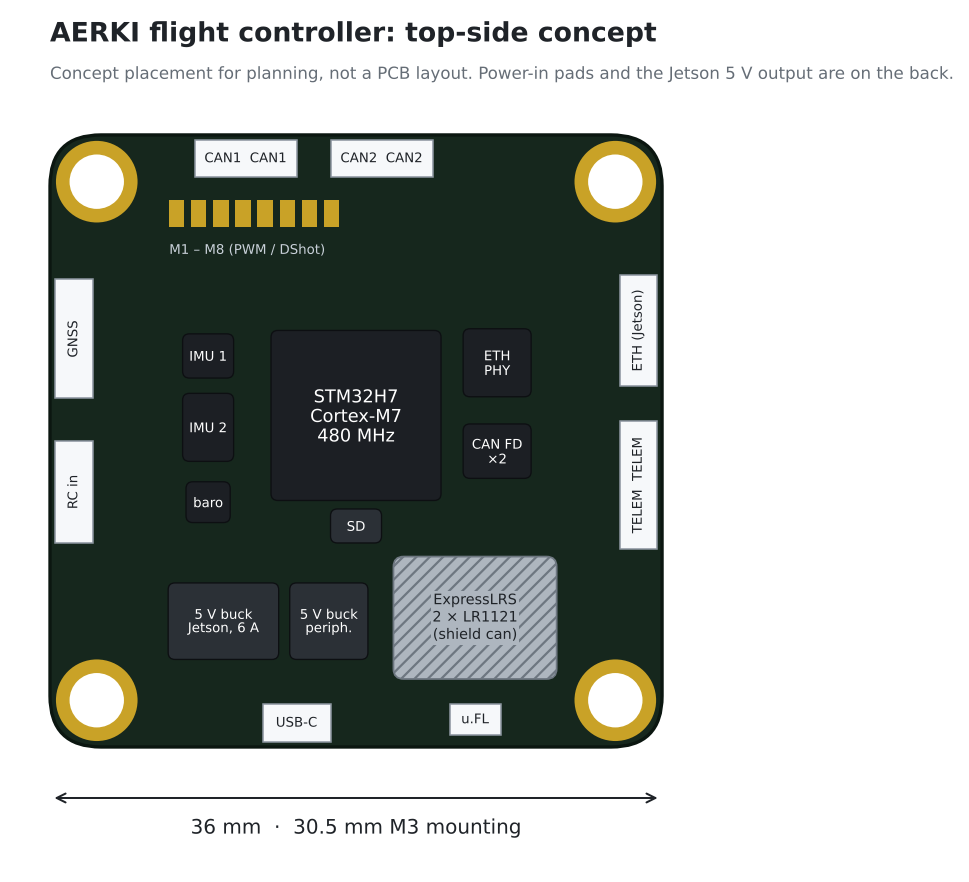 AERKI flight controller: top-side concept
Concept placement for planning, not a PCB layout. Power-in pads and the Jetson 5 V output are on the back.
CAN1  CAN1
CAN2  CAN2
M1 – M8 (PWM / DShot)
GNSS
ETH (Jetson)
IMU 1
STM32H7
Cortex-M7
480 MHz
ETH
PHY
IMU 2
CAN FD
×2
RC in
TELEM  TELEM
baro
SD
5 V buck
Jetson, 6 A
5 V buck
periph.
ExpressLRS
2 × LR1121
(shield can)
USB-C
u.FL
36 mm  ·  30.5 mm M3 mounting